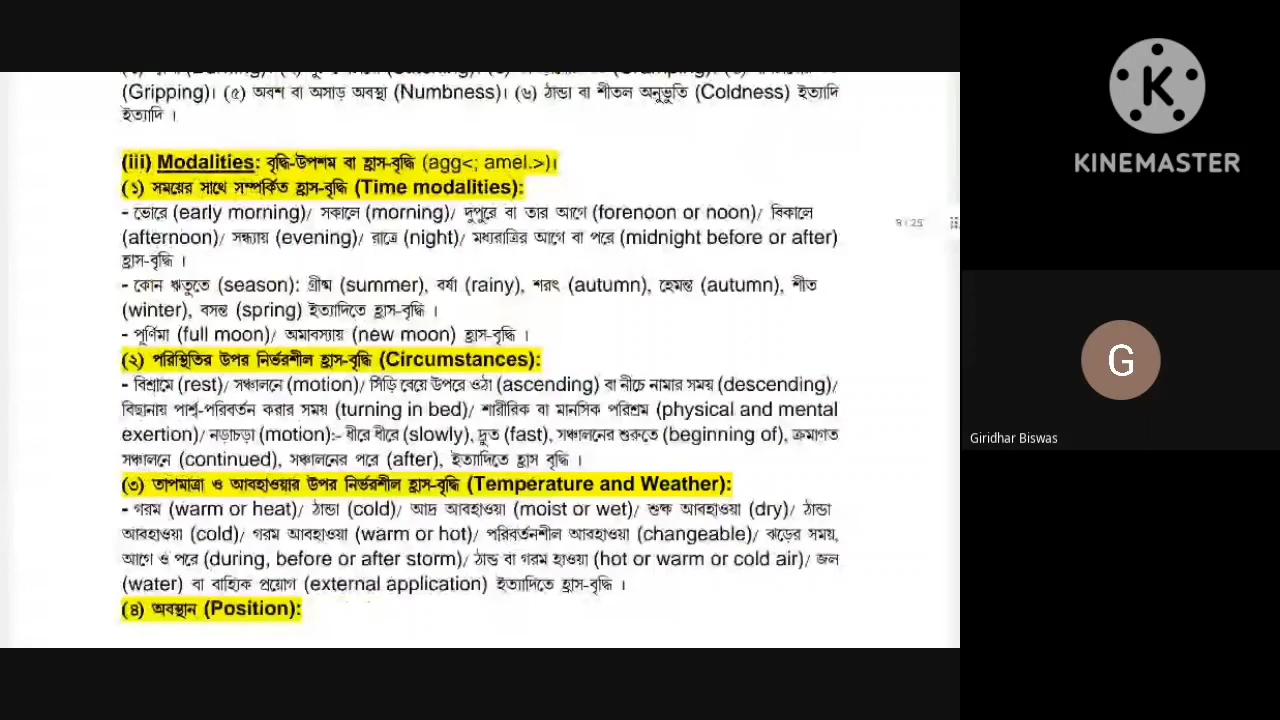 (Gripping)। (৫) অবশ বা অসাড় অবস্থা (Numbness)। (৬) ঠান্ডা বা শীতল অনুভুতি (Coldness) ইত্যাদি
ইত্যাদি ।
(iii) Modalities: বৃদ্ধি-উপশম বা হ্রাস-বৃদ্ধি (agg<; amel.>)।
(১) সময়ের সাথে সম্পর্কিত হ্রাস-বৃদ্ধি (Time modalities):
- ভোরে (early morning)/ সকালে (morning)/ দুপুরে বা তার আগে (forenoon or noon)/ বিকালে
(afternoon)/ সন্ধ্যায় (evening)/ রাত্রে (night)/ মধ্যরাত্রির আগে বা পরে (midnight before or after)
হ্রাস-বৃদ্ধি ।
- কোন ঋতুতে (season): গ্রীষ্ম (summer), বর্ষা (rainy), শরৎ (autumn), হেমন্ত (autumn), শীত
(winter), বসন্ত (spring) ইত্যাদিতে হ্রাস-বৃদ্ধি ।
- পূর্ণিমা (full moon)/ অমাবস্যায় (new moon) হ্রাস-বৃদ্ধি ।
(২) পরিস্থিতির উপর নির্ভরশীল হ্রাস-বৃদ্ধি (Circumstances):
- বিশ্রামে (rest)/ সঞ্চালনে (motion)/ সিঁড়ি বেয়ে উপরে ওঠা (ascending) বা নীচে নামার সময় (descending)/
বিছানায় পার্শ্ব-পরিবর্তন করার সময় (turning in bed)/ শারীরিক বা মানসিক পরিশ্রম (physical and mental
exertion)/ নড়াচড়া (motion):- ধীরে ধীরে (slowly), দ্রুত (fast), সঞ্চালনের শুরুতে (beginning of), ক্রমাগত
সঞ্চালনে (continued), সঞ্চালনের পরে (after), ইত্যাদিতে হ্রাস বৃদ্ধি ।
(৩) তাপমাত্রা ও আবহাওয়ার উপর নির্ভরশীল হ্রাস-বৃদ্ধি (Temperature and Weather):
- গরম (warm or heat)/ ঠান্ডা (cold)/ আদ্র আবহাওয়া (moist or wet)/ শুষ্ক আবহাওয়া (dry)/ ঠান্ডা
আবহাওয়া (cold)/ গরম আবহাওয়া (warm or hot)/ পরিবর্তনশীল আবহাওয়া (changeable)/ ঝড়ের সময়,
আগে ও পরে (during, before or after storm)/ ঠান্ড বা গরম হাওয়া (hot or warm or cold air)/ জল
(water) বা বাহ্যিক প্রয়োগ (external application) ইত্যাদিতে হ্রাস-বৃদ্ধি ।
(৪) অবস্থান (Position):
KINEMASTER
G
Giridhar Biswas